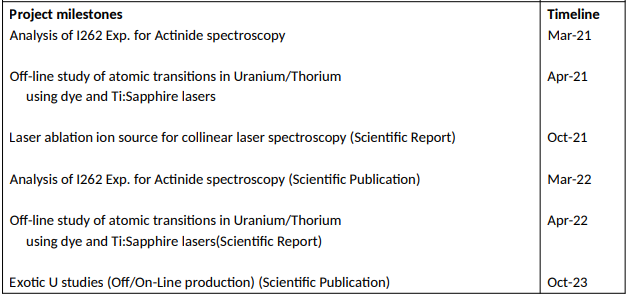 Project milestones Timeline
Analysis of I262 Exp. for Actinide spectroscopy Mar-21
Off-line study of atomic transitions in Uranium/Thorium Apr-21
using dye and Ti:Sapphire lasers
Laser ablation ion source for collinear laser spectroscopy (Scientific Report) Oct-21
Analysis of I262 Exp. for Actinide spectroscopy (Scientific Publication) Mar-22
Off-line study of atomic transitions in Uranium/Thorium Apr-22
using dye and Ti:Sapphire lasers(Scientific Report)
Exotic U studies (Off/On-Line production) (Scientific Publication) Oct-23